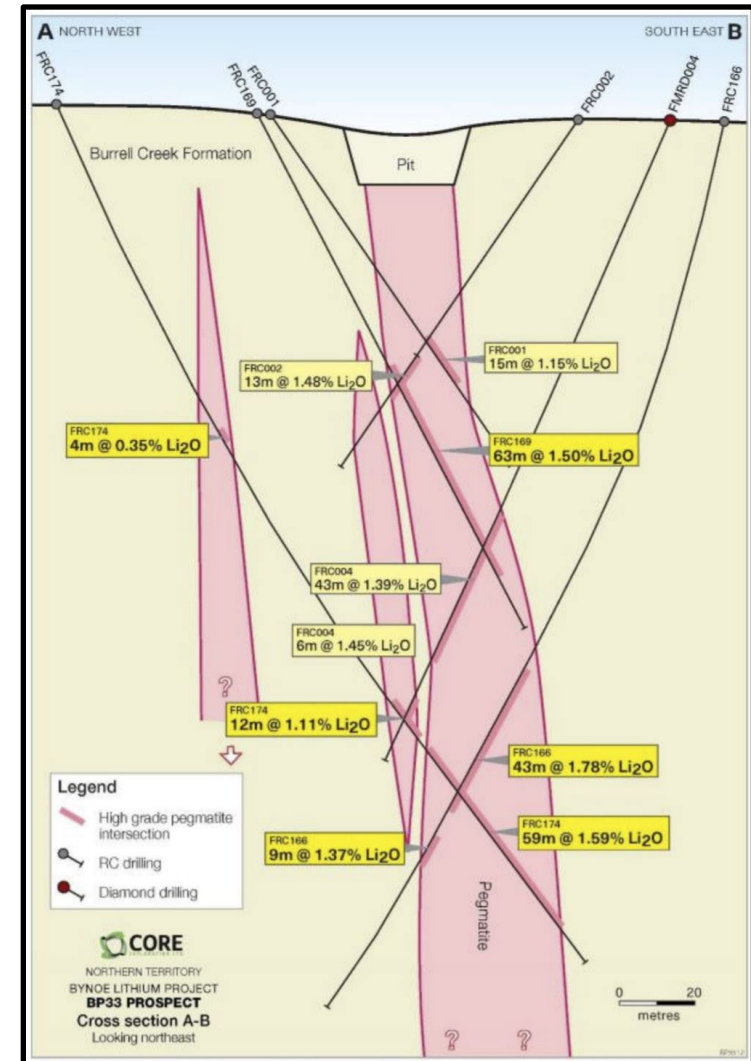 A NORTH WEST
SOUTH EAST B
FRC174
FRC169
FRC001
FRC002
FMRD004
FRC166
Burrell Creek Formation
Pit
FRC002
13m @ 1.48% Li2O
FRC001
15m @ 1.15% Li2O
FRC174
4m @ 0.35% Li2O
FRC169
63m @ 1.50% Li2O
FRC004
43m @ 1.39% Li2O
FRC004
6m @ 1.45% Li2O
?
FRC174
12m @ 1.11% Li2O
FRC166
43m @ 1.78% Li2O
FRC174
59m @ 1.59% Li2O
FRC166
9m @ 1.37% Li2O
Pegmatite
? ?
Legend
High grade pegmatite
intersection
RC drilling
Diamond drilling
CORE
NORTHERN TERRITORY
BYNOE LITHIUM PROJECT
BP33 PROSPECT
Cross section A-B
Looking northeast
0 20
metres